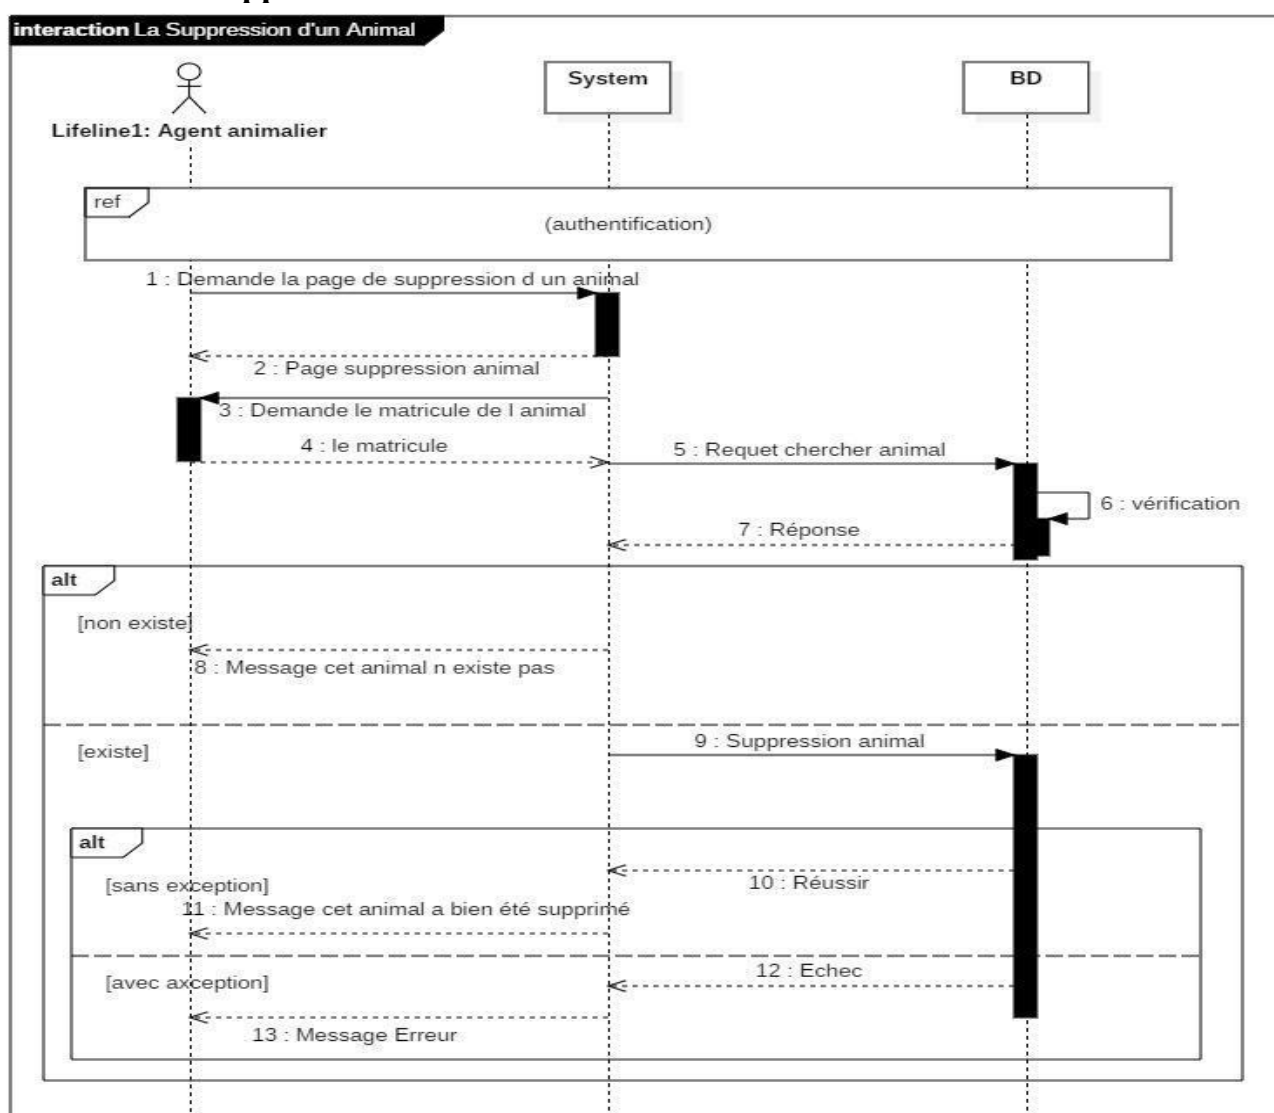 interaction La Suppression d'un Animal
System
BD
Lifeline1: Agent animalier
ref
(authentification)
1 : Demande la page de suppression d un animal
2 : Page suppression animal
3 : Demande le matricule de l animal
4 : le matricule
5 : Requet chercher animal
6 : vérification
7 : Réponse
alt
[non existe]
8 : Message cet animal n existe pas
9 : Suppression animal
[existe]
alt
10 : Réussir
[sans exception]
11 : Message cet animal a bien été supprimé
12 : Echec
[avec axception]
13 : Message Erreur